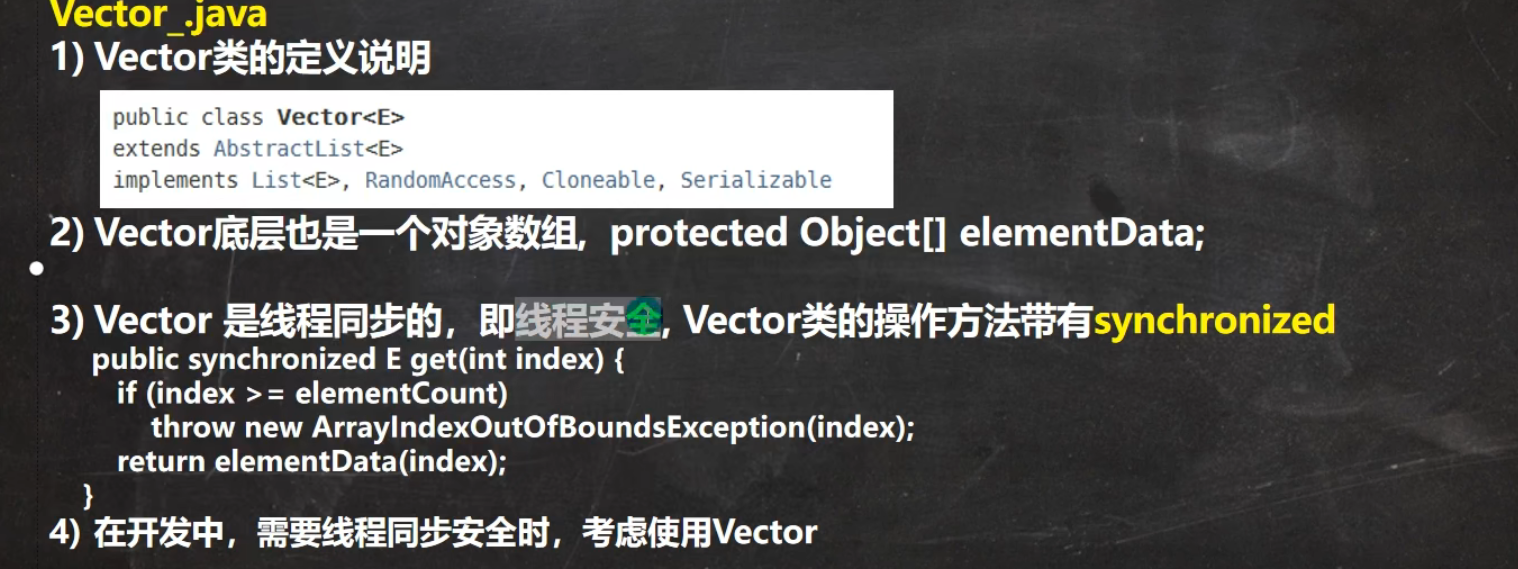 Vector_.java
1) Vector类的定义说明
public class Vector<E>
extends AbstractList<E>
implements List<E>, RandomAccess, Cloneable, Serializable
2) Vector底层也是一个对象数组, protected Object[] elementData;
3) Vector 是线程同步的，即线程安全, Vector类的操作方法带有synchronized
public synchronized E get(int index) {
if (index >= elementCount)
throw new ArrayIndexOutOfBoundsException(index);
return elementData(index);
}
4) 在开发中，需要线程同步安全时，考虑使用Vector